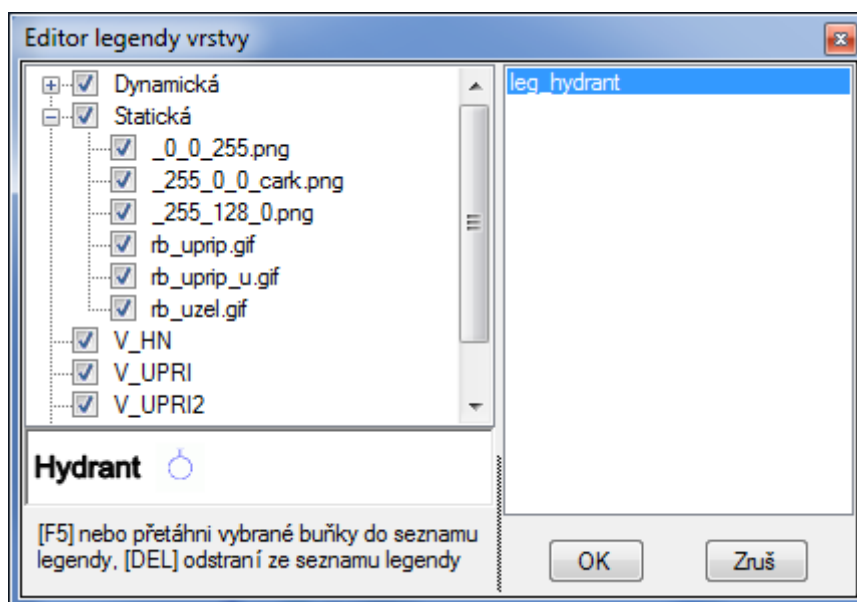 Editor legendy vrstvy
Dynamická
Statická
_0_0_255.png
_255_0_0_cark.png
_255_128_0.png
rb_uprip.gif
rb_uprip_u.gif
rb_uzel.gif
V_HN
V_UPRI
V_UPRI2
Hydrant
[F5] nebo přetáhni vybrané buňky do seznamu
legendy, [DEL] odstraní ze seznamu legendy
leg_hydrant
OK
Zruš